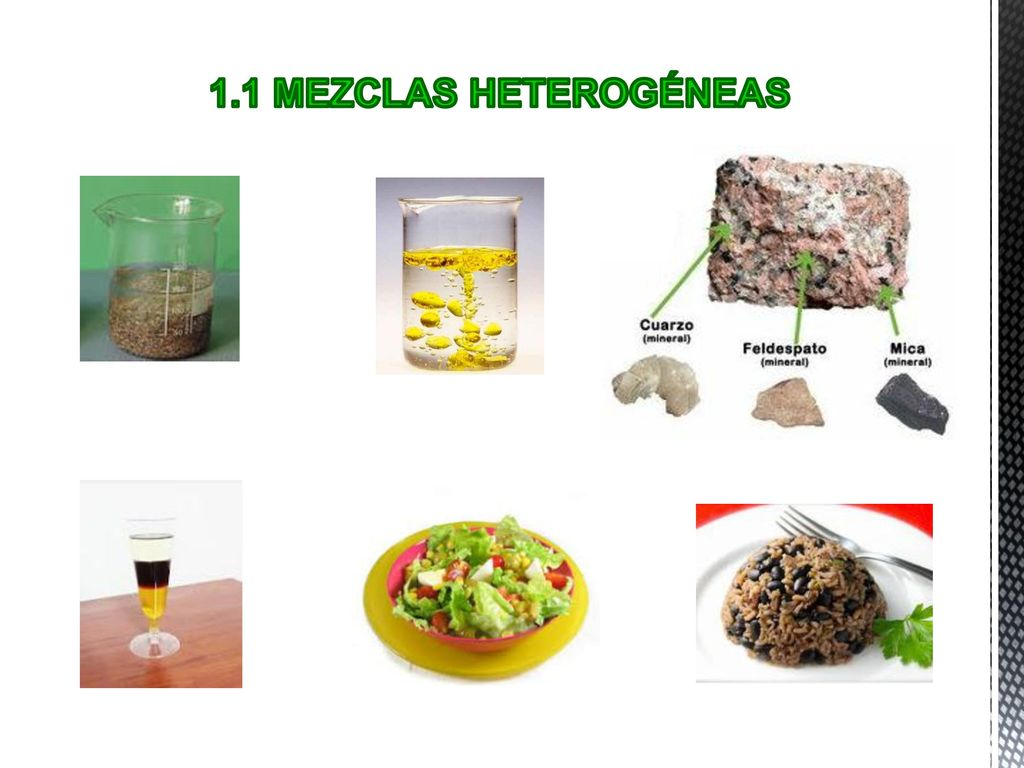 1.1 MEZCLAS HETEROGÉNEAS
Cuarzo
(mineral)
Feldespato
(mineral)
Mica
(mineral)